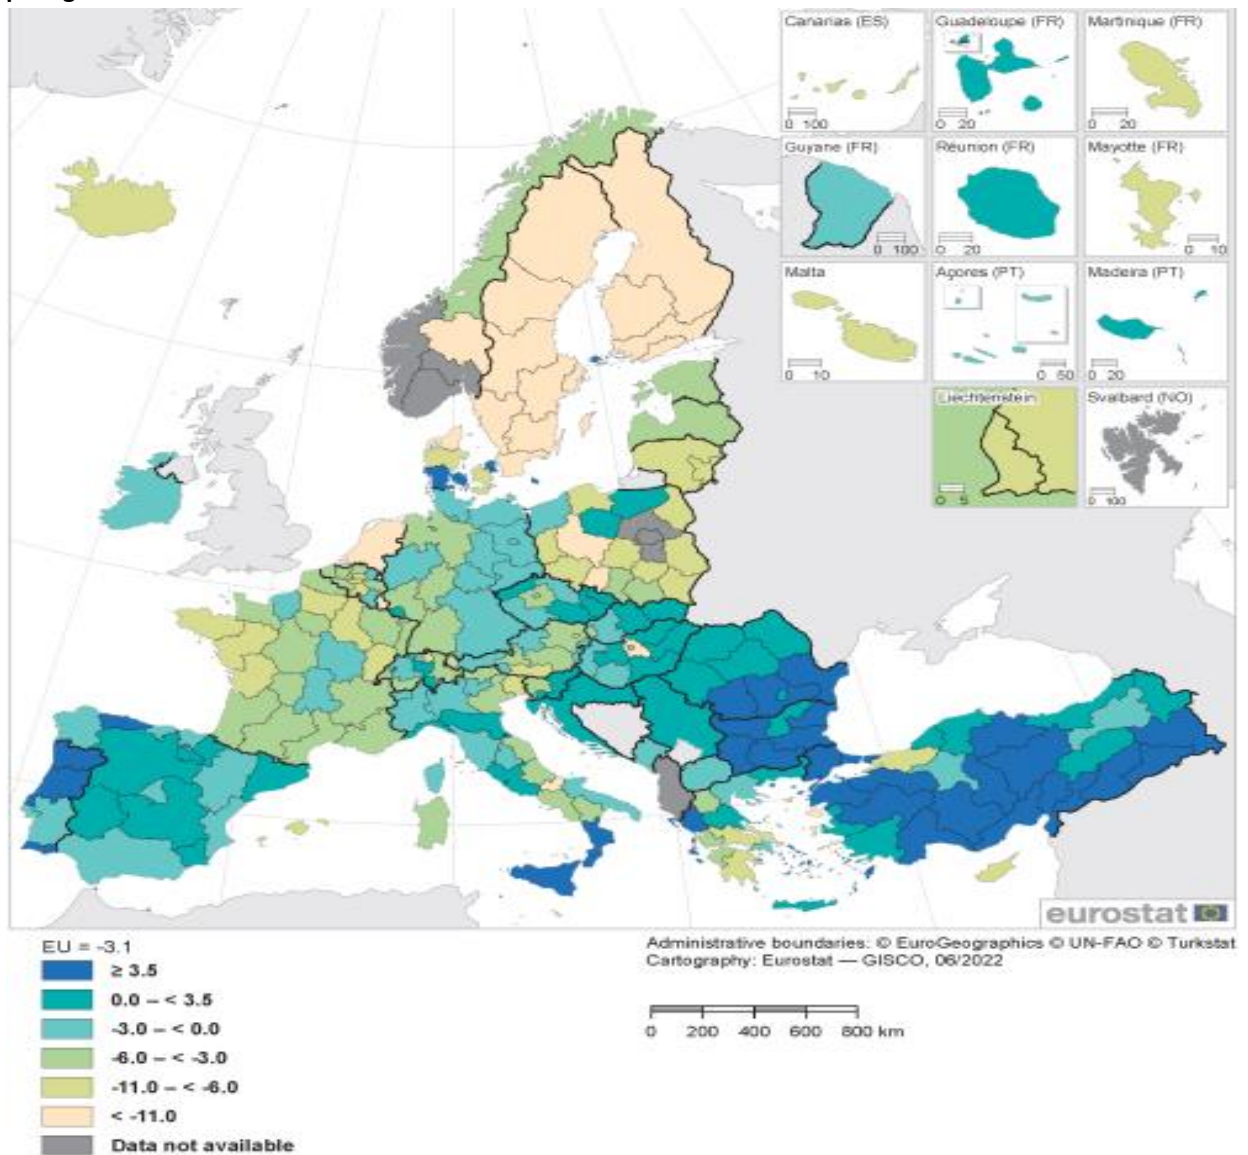 Canarias (ES)
0 100
Guadeloupe (FR)
0 20
Martinique (FR)
0 20
Guyane (FR)
0 100
Réunion (FR)
0 20
Mayotte (FR)
0 10
Malta
0 10
Açores (PT)
0 50
Madeira (PT)
0 20
Liechtenstein
0 5
Svalbard (NO)
0 100
eurostat
EU = -3.1
≥ 3.5
0.0 – < 3.5
-3.0 – < 0.0
-6.0 – < -3.0
-11.0 – < -6.0
< -11.0
Data not available
Administrative boundaries: © EuroGeographics © UN-FAO © Turkstat
Cartography: Eurostat — GISCO, 06/2022
0 200 400 600 800 km